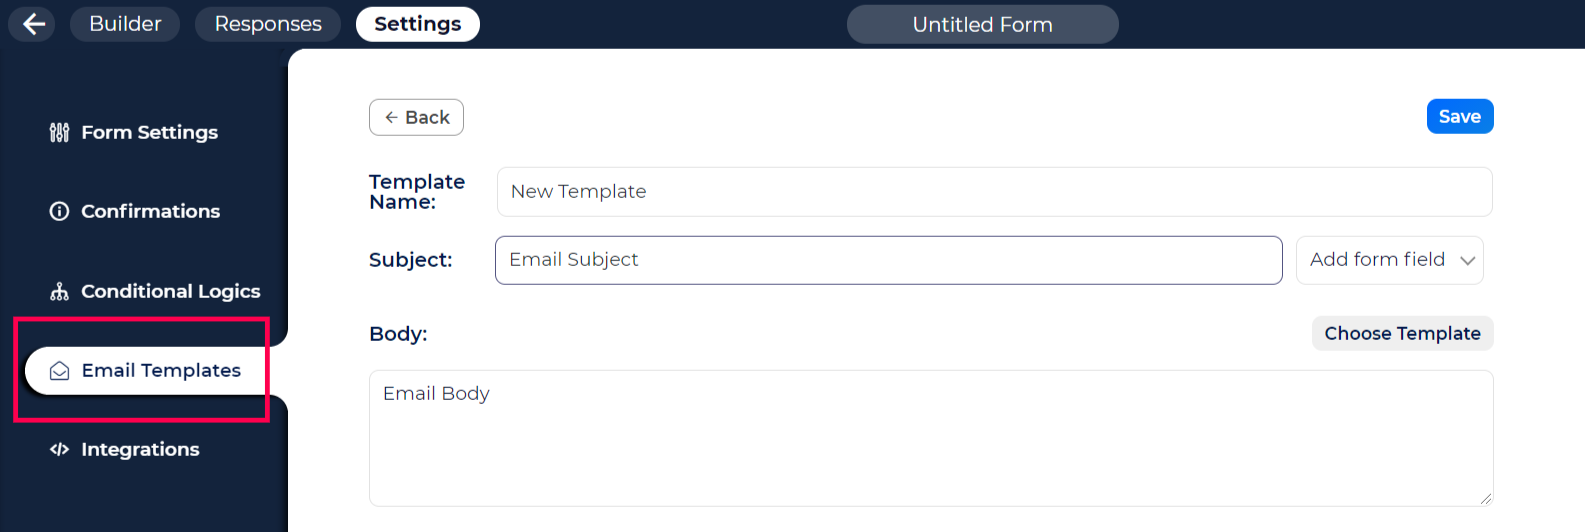 Builder
Responses
Settings
Untitled Form
Form Settings
Confirmations
Conditional Logics
Email Templates
Integrations
Back
Save
Template
Name:
New Template
Subject:
Email Subject
Add form field
Body:
Choose Template
Email Body